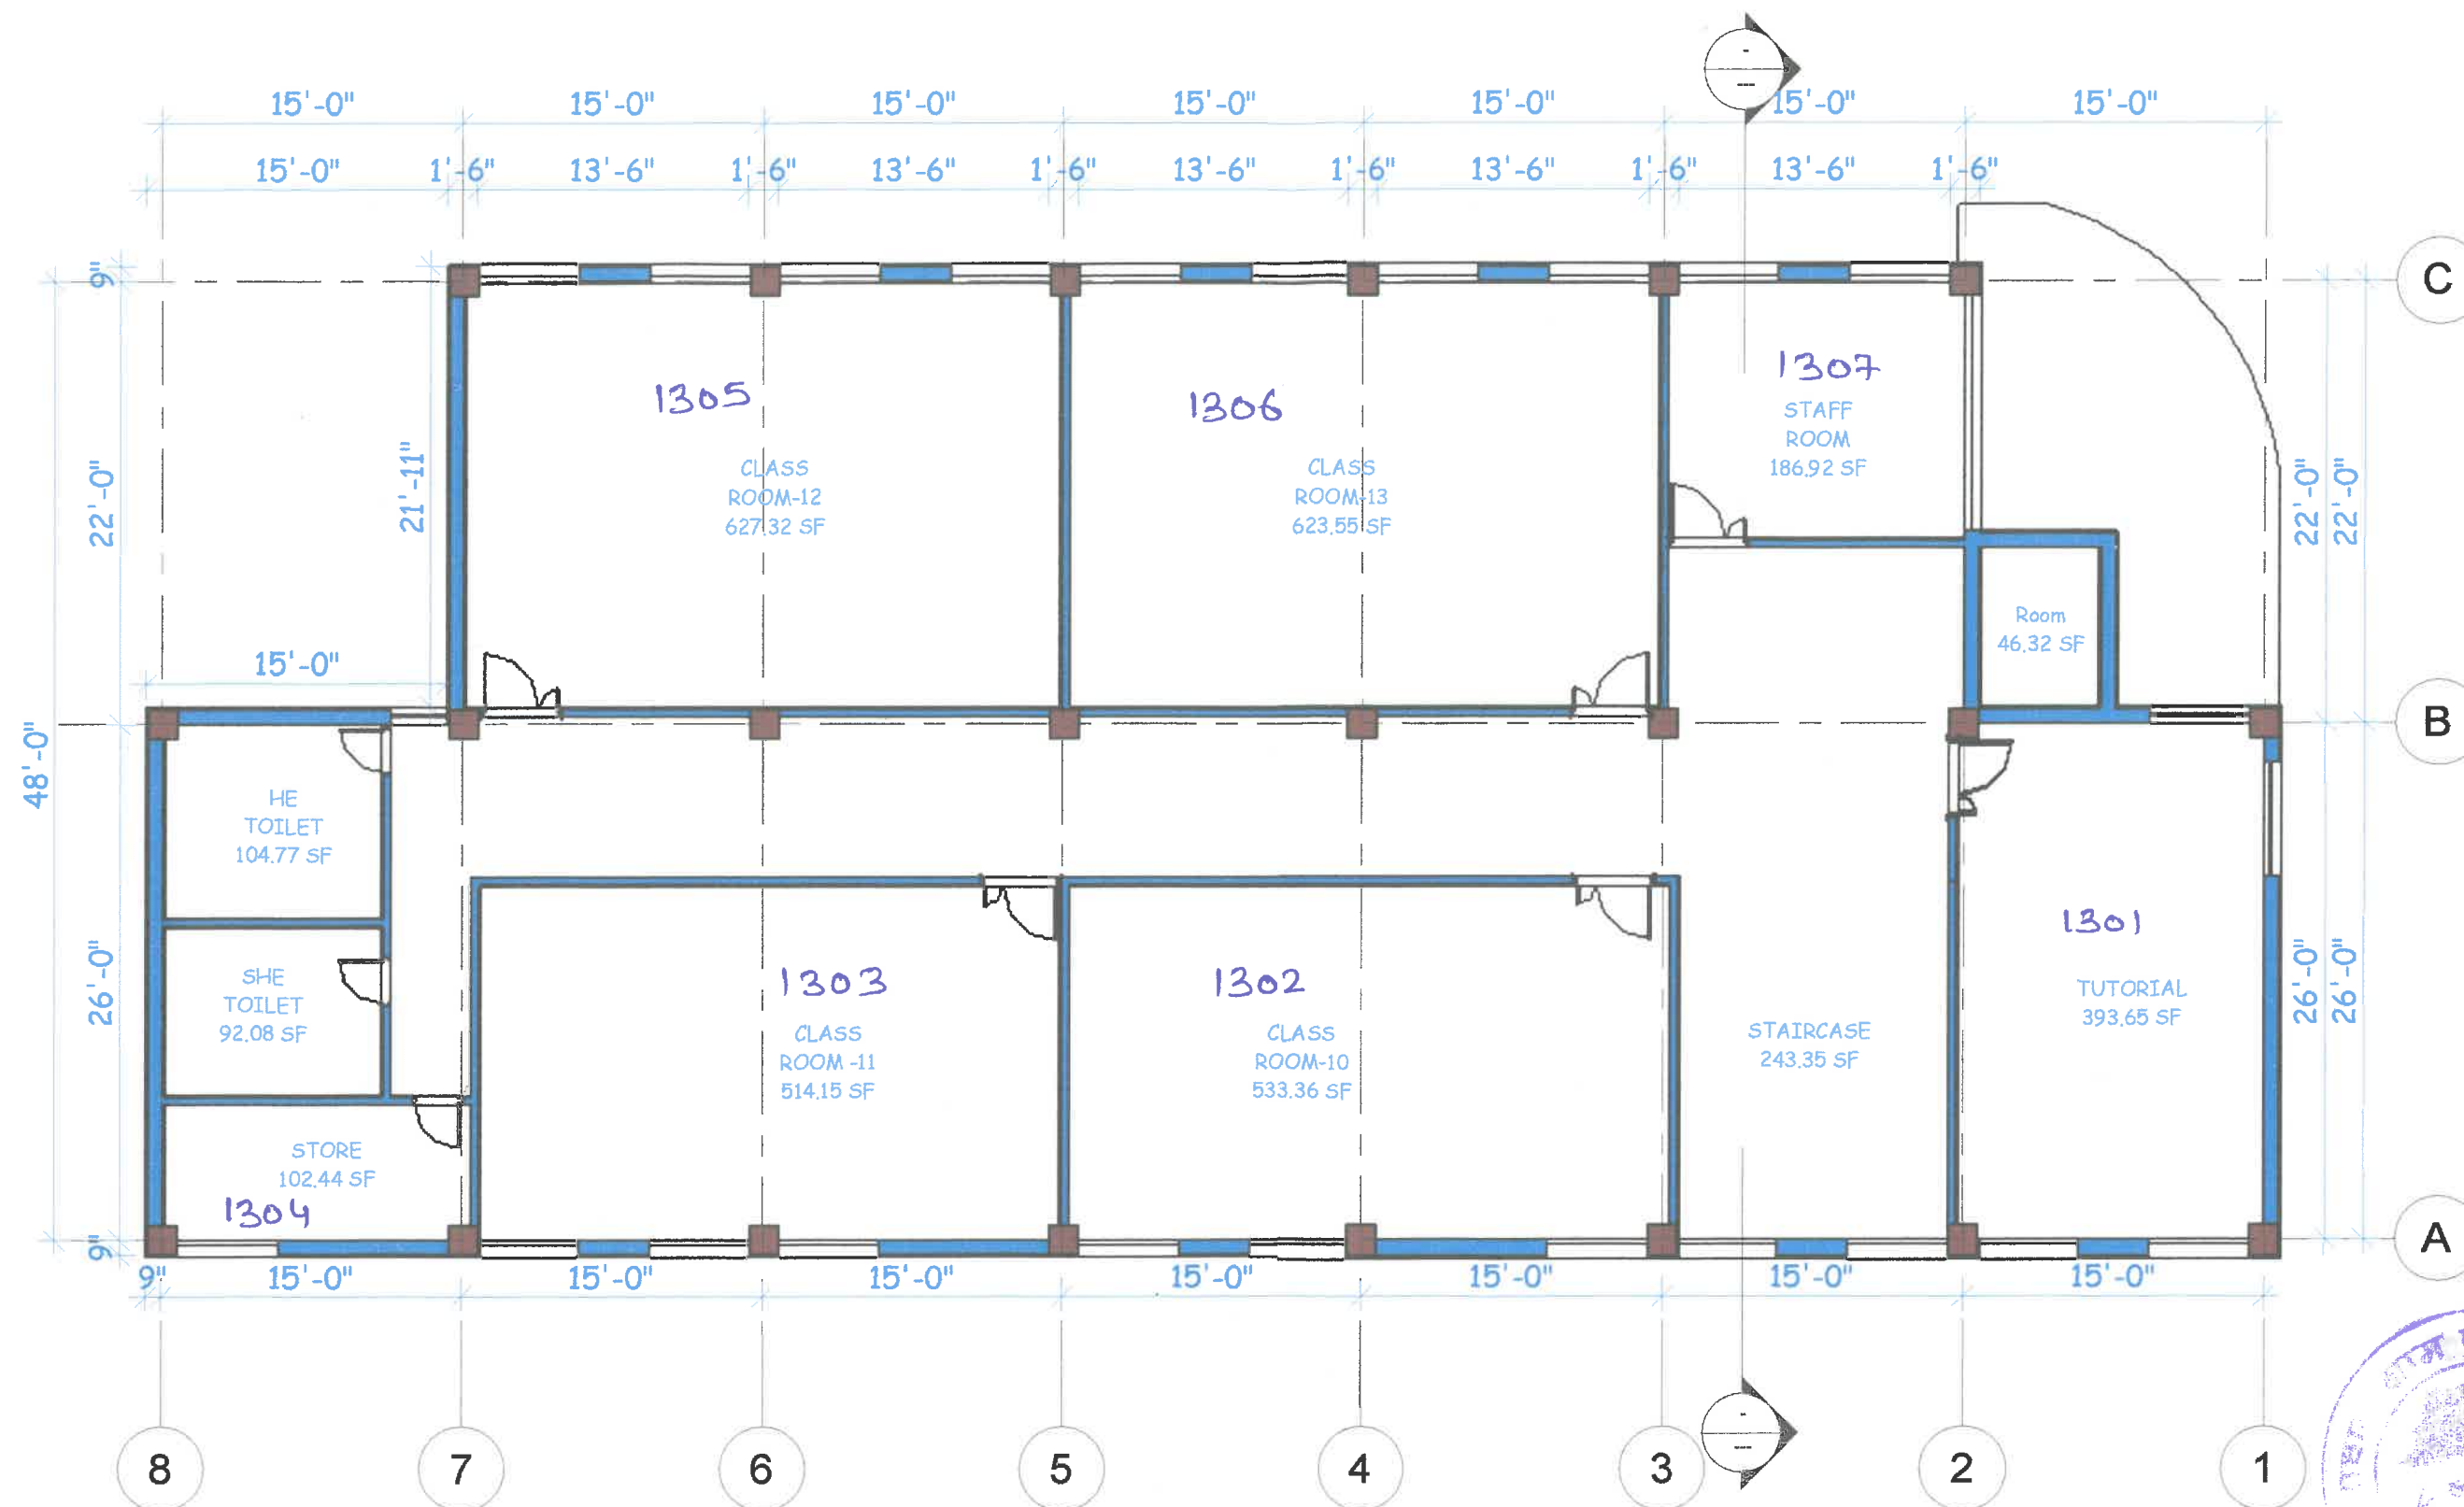 15'-0" 15'-0" 15'-0" 15'-0" 15'-0" 15'-0" 15'-0"
15'-0" 1'-6" 13'-6" 1'-6" 13'-6" 1'-6" 13'-6" 1'-6" 13'-6" 1'-6" 13'-6" 1'-6"
9"
C
1305
1306
1307
STAFF
ROOM
186.92 SF
CLASS
ROOM-12
627.32 SF
CLASS
ROOM-13
623.55 SF
22'-0"
21'-11"
22'-0"
22'-0"
Room
46.32 SF
15'-0"
B
48'-0"
HE
TOILET
104.77 SF
1301
SHE
TOILET
92.08 SF
1303
1302
26'-0"
26'-0"
26'-0"
TUTORIAL
393.65 SF
CLASS
ROOM -11
514.15 SF
CLASS
ROOM-10
533.36 SF
STAIRCASE
243.35 SF
STORE
102.44 SF
1304
A
9"
9" 15'-0" 15'-0" 15'-0" 15'-0" 15'-0" 15'-0" 15'-0"
8 7 6 5 4 3 2 1